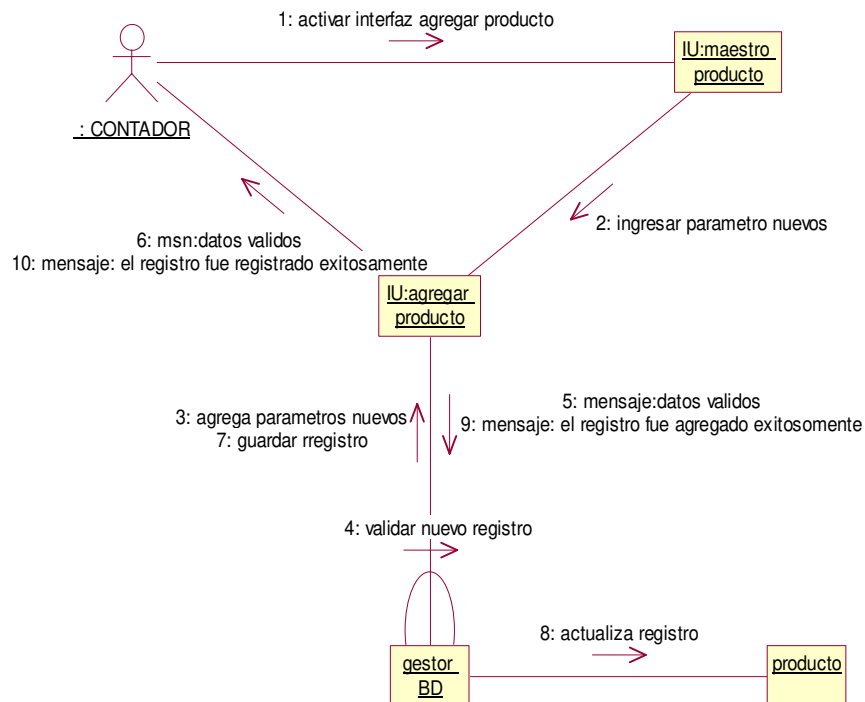 1: activar interfaz agregar producto
IU:maestro
producto
: CONTADOR
2: ingresar parametro nuevos
6: msn:datos validos
10: mensaje: el registro fue registrado exitosamente
IU:agregar
producto
3: agrega parametros nuevos
7: guardar rregistro
5: mensaje:datos validos
9: mensaje: el registro fue agregado exitosomente
4: validar nuevo registro
8: actualiza registro
gestor
BD
producto